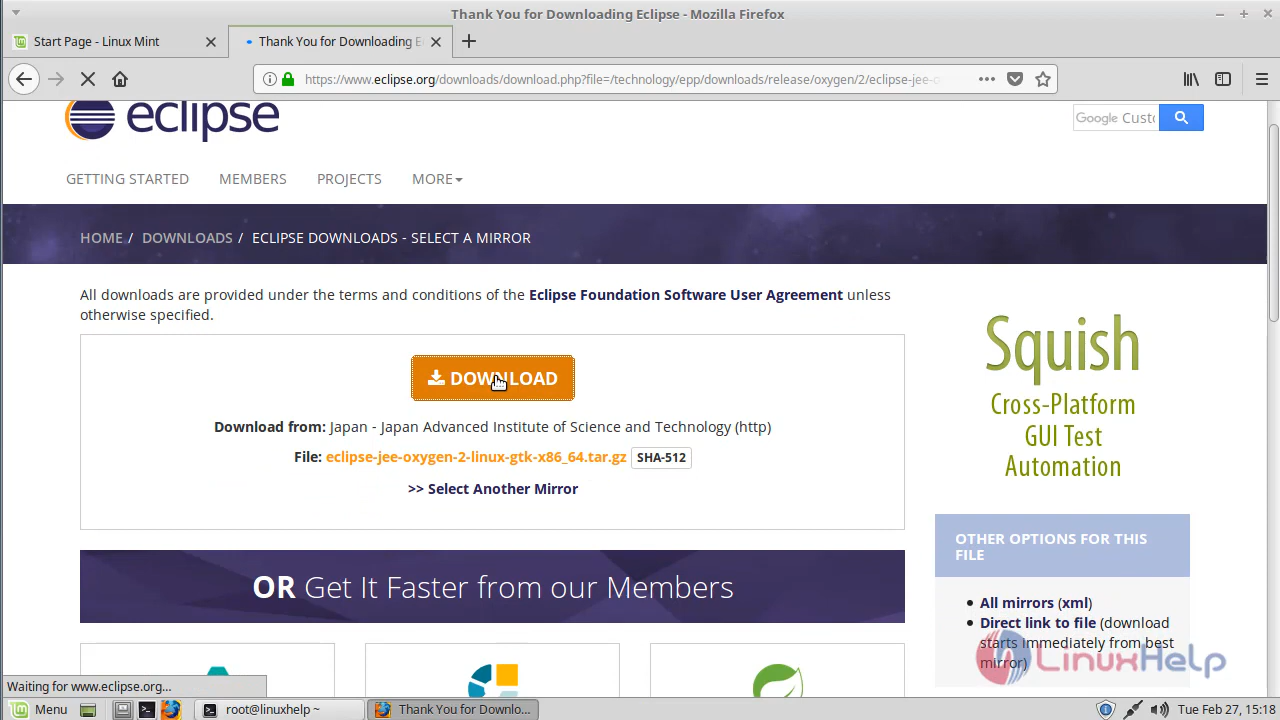 Thank You for Downloading Eclipse - Mozilla Firefox
Start Page - Linux Mint
Thank You for Downloading E
https://www.eclipse.org/downloads/download.php?file=/technology/epp/downloads/release/oxygen/2/eclipse-jee-o
eclipse
Google Custo
GETTING STARTED
MEMBERS
PROJECTS
MORE
HOME / DOWNLOADS / ECLIPSE DOWNLOADS - SELECT A MIRROR
All downloads are provided under the terms and conditions of the Eclipse Foundation Software User Agreement unless
otherwise specified.
DOWNLOAD
Download from: Japan - Japan Advanced Institute of Science and Technology (http)
File: eclipse-jee-oxygen-2-linux-gtk-x86_64.tar.gz SHA-512
>> Select Another Mirror
OR Get It Faster from our Members
Squish
Cross-Platform
GUI Test
Automation
OTHER OPTIONS FOR THIS
FILE
All mirrors (xml)
Direct link to file (download
starts immediately from best
mirror)
LinuxHelp
Waiting for www.eclipse.org...
Menu
root@linuxhelp ~
Thank You for Downlo...
Tue Feb 27, 15:18